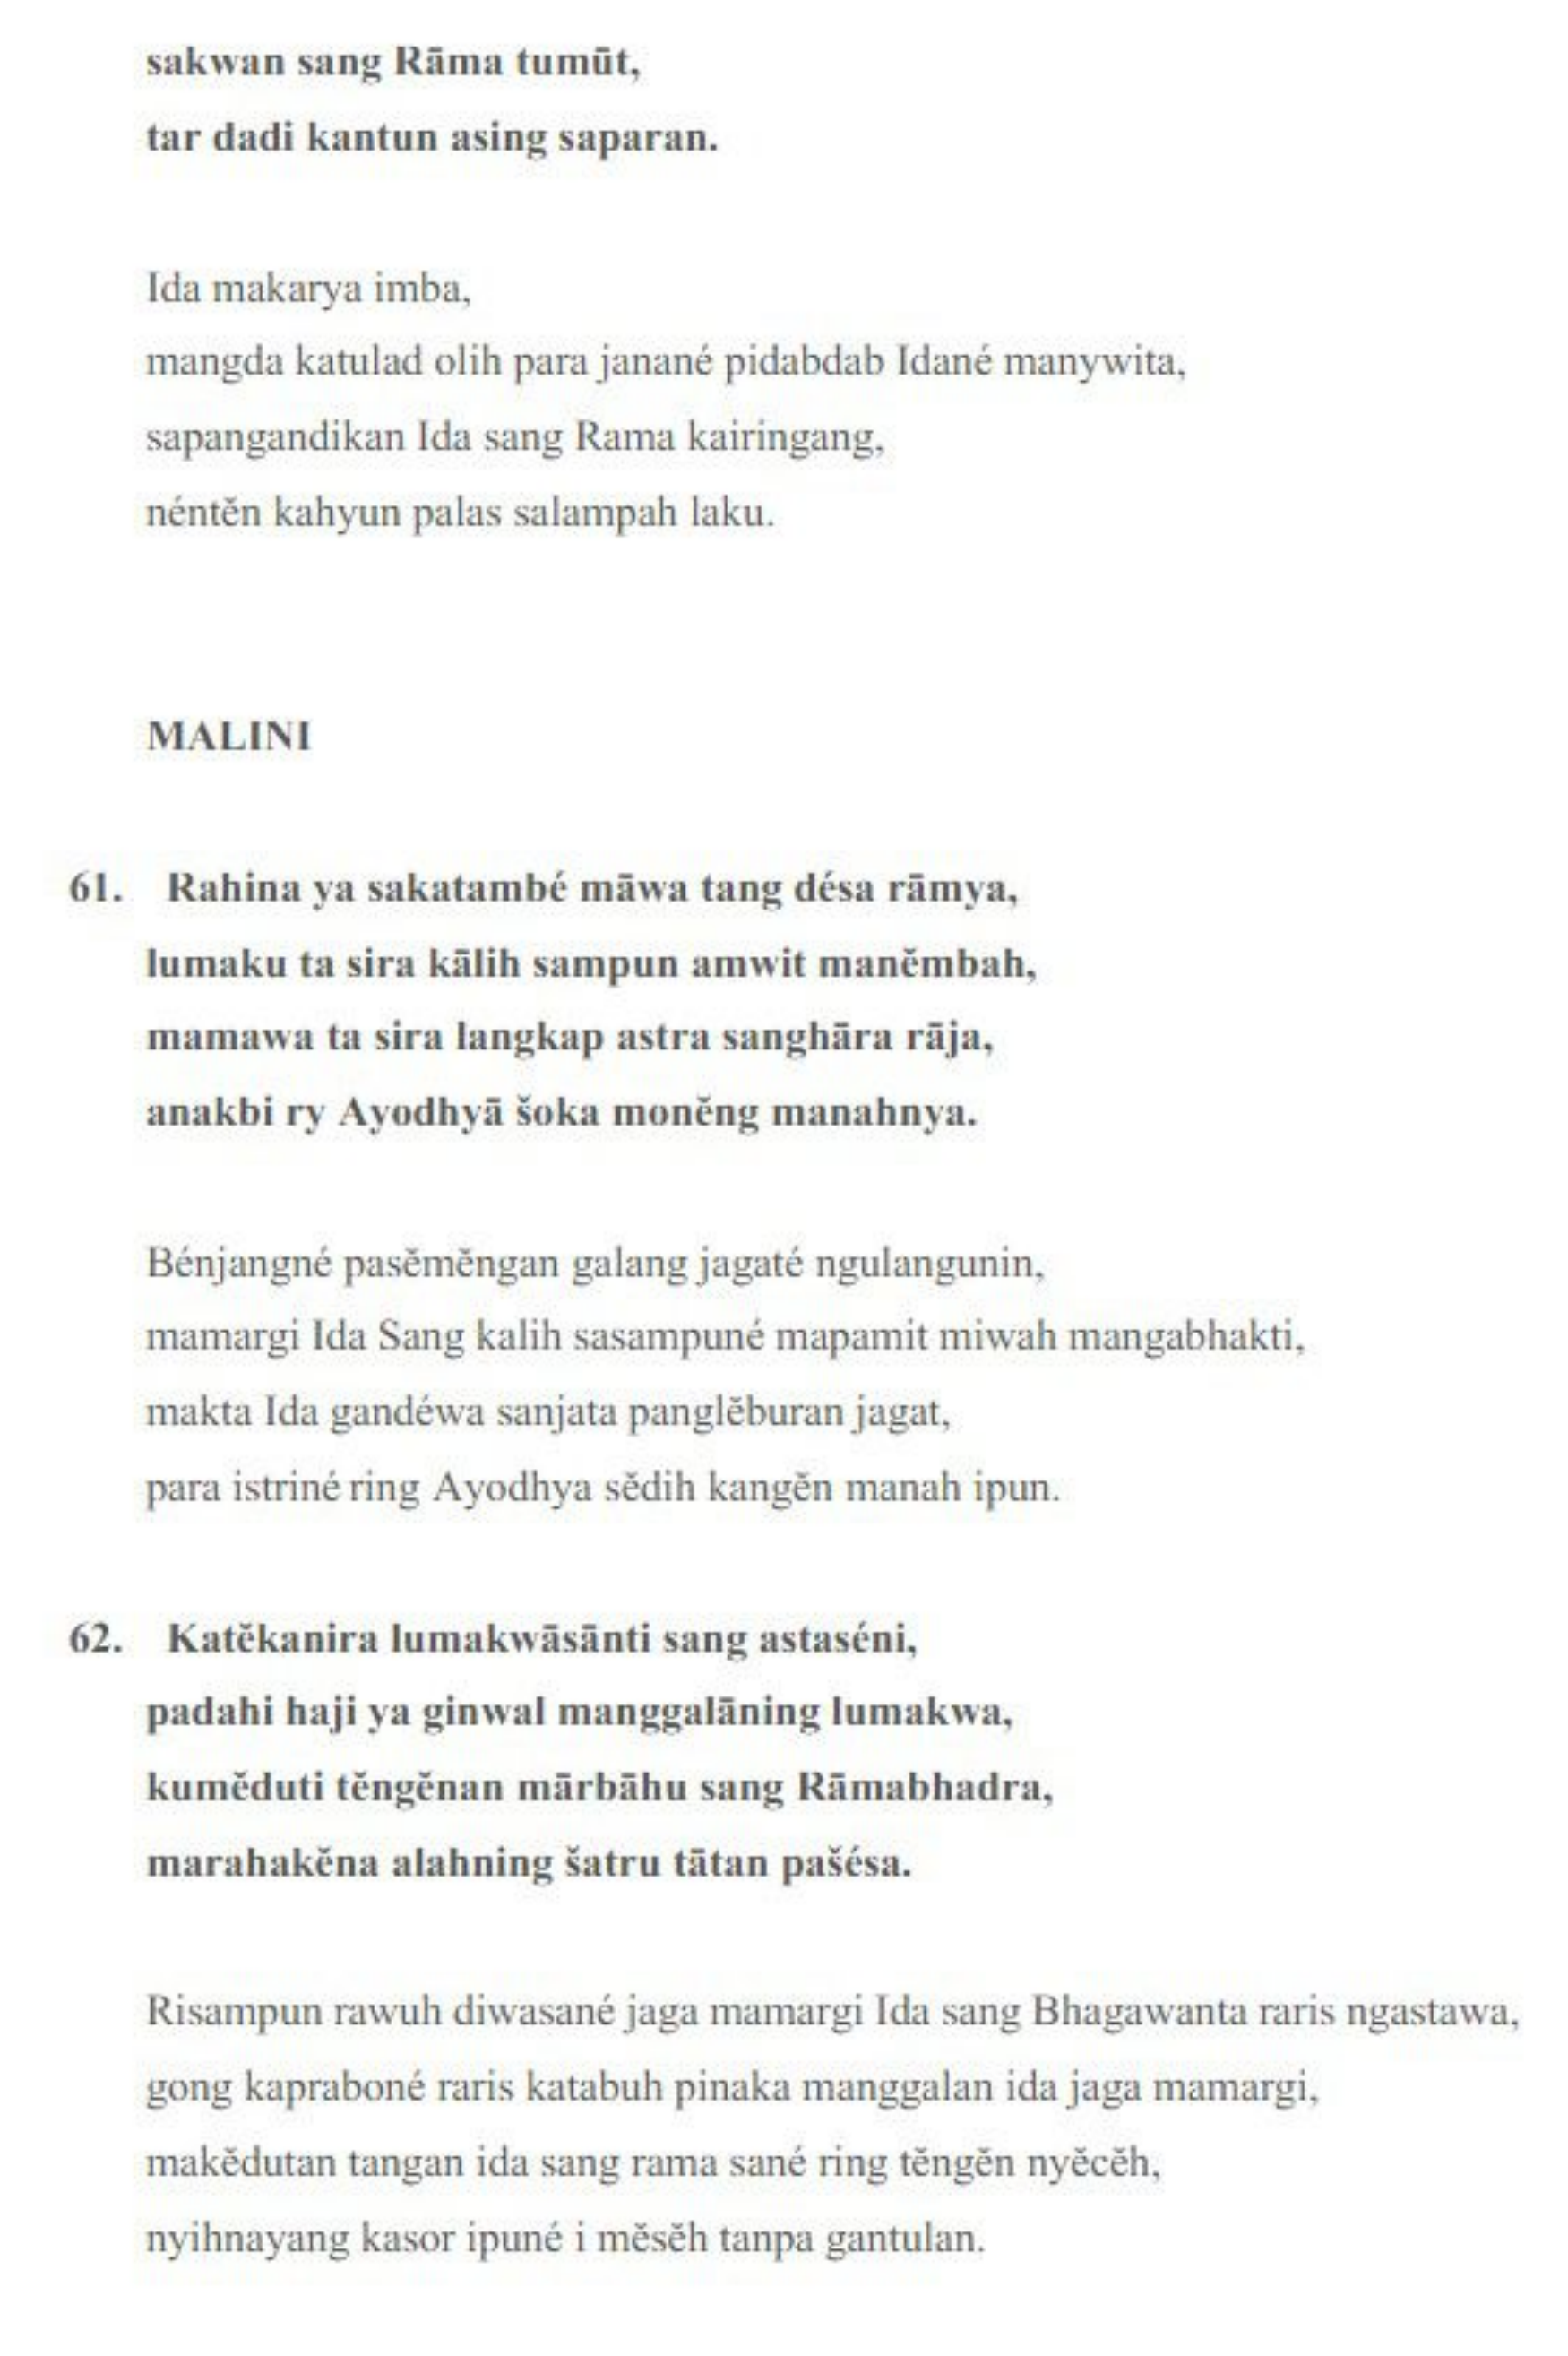 sakwan sang Rāma tumūt,
tar dadi kantun asing saparan.
Ida makarya imba,
mangda katulad olih para janané pidabdab Idané manywita,
sapangandikan Ida sang Rama kairingang,
néntĕn kahyun palas salampah laku.
MALINI
61. Rahina ya sakatambé māwa tang désa rāmya,
lumaku ta sira kālih sampun amwit manĕmbah,
mamawa ta sira langkap astra sanghāra rāja,
anakbi ry Ayodhyā šoka monĕng manahnya.
Bénjangné pasĕmĕngan galang jagaté ngulangunin,
mamargi Ida Sang kalih sasampuné mapamit miwah mangabhakti,
makta Ida gandéwa sanjata panglĕburan jagat,
para istriné ring Ayodhya sĕdih kangĕn manah ipun.
62. Katĕkanira lumakwāsānti sang astaséni,
padahi haji ya ginwal manggalāning lumakwa,
kumĕduti tĕngĕnan mārbāhu sang Rāmabhadra,
marahakĕna alahning šatru tātan pašésa.
Risampun rawuh diwasané jaga mamargi Ida sang Bhagawanta raris ngastawa,
gong kapraboné raris katabuh pinaka manggalan ida jaga mamargi,
makĕdutan tangan ida sang rama sané ring tĕngĕn nyĕcĕh,
nyihnayang kasor ipuné i mĕsĕh tanpa gantulan.